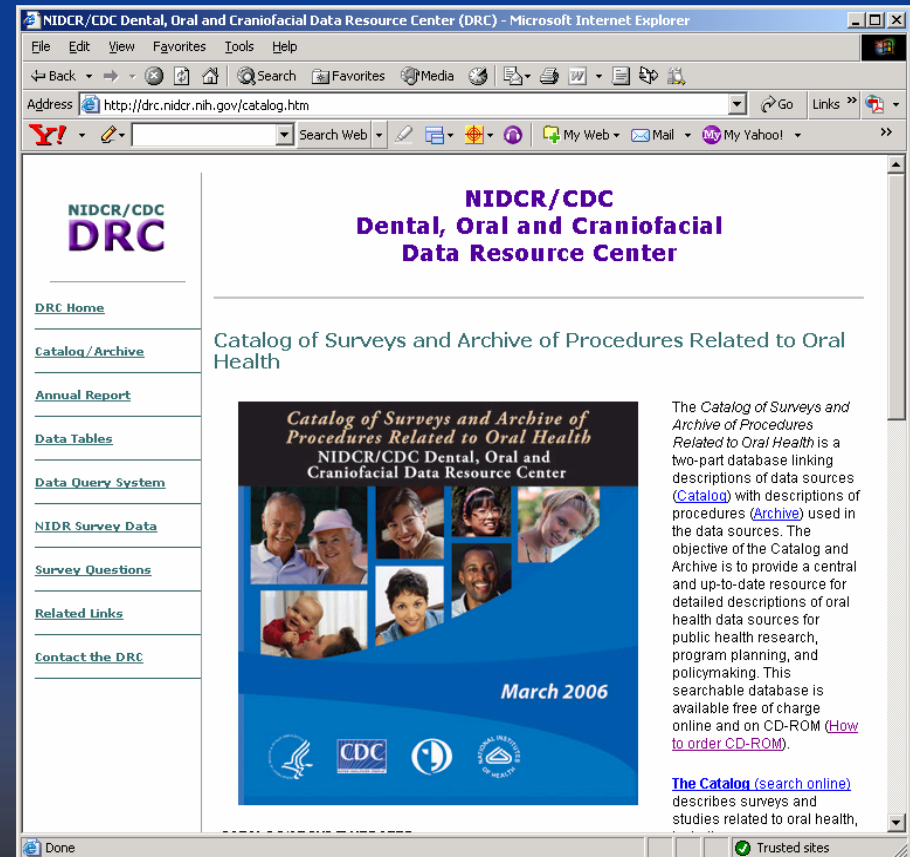 NIDCR/CDC Dental, Oral and Craniofacial Data Resource Center (DRC) - Microsoft Internet Explorer
File Edit View Favorites Tools Help
Back Search Favorites Media
Address http://drc.nidcr.nih.gov/catalog.htm Go Links »
Y! Search Web My Web Mail My Yahoo! »
NIDCR/CDC
DRC
DRC Home
Catalog/Archive
Annual Report
Data Tables
Data Query System
NIDR Survey Data
Survey Questions
Related Links
Contact the DRC
NIDCR/CDC
Dental, Oral and Craniofacial
Data Resource Center
Catalog of Surveys and Archive of Procedures Related to Oral
Health
Catalog of Surveys and Archive of
Procedures Related to Oral Health
NIDCR/CDC Dental, Oral and
Craniofacial Data Resource Center
March 2006
CDC
NATIONAL INSTITUTES
OF HEALTH
The Catalog of Surveys and
Archive of Procedures
Related to Oral Health is a
two-part database linking
descriptions of data sources
(Catalog) with descriptions of
procedures (Archive) used in
the data sources. The
objective of the Catalog and
Archive is to provide a central
and up-to-date resource for
detailed descriptions of oral
health data sources for
public health research,
program planning, and
policymaking. This
searchable database is
available free of charge
online and on CD-ROM (How
to order CD-ROM).
The Catalog (search online)
describes surveys and
studies related to oral health,
Done Trusted sites